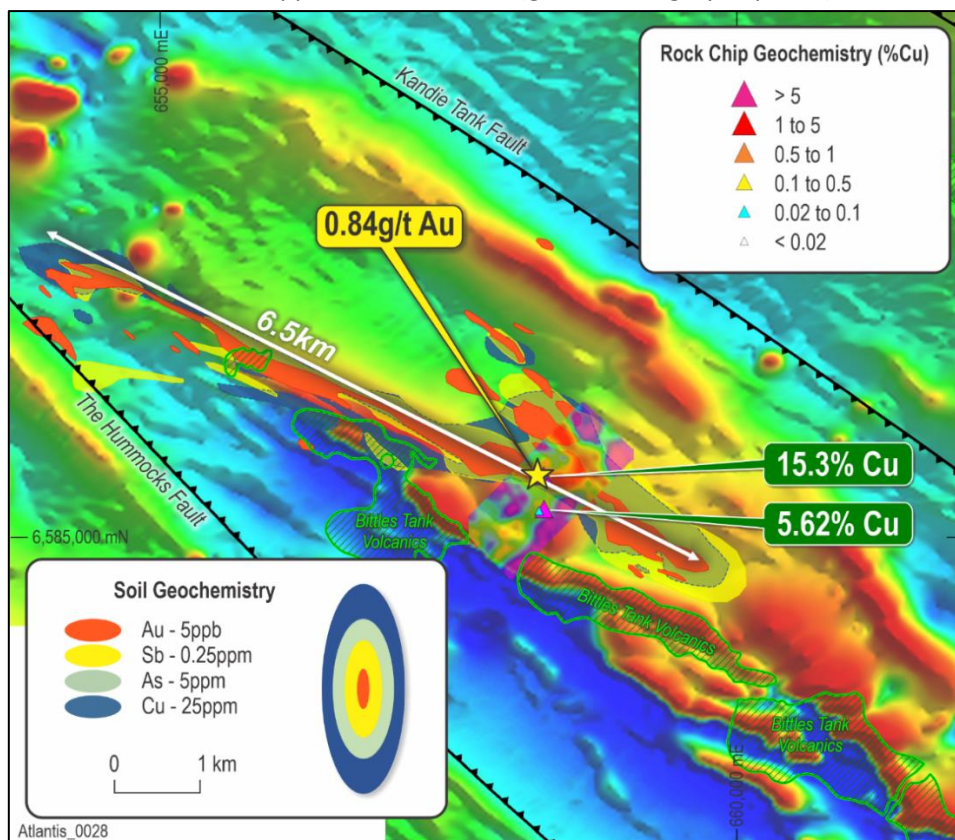 655,000 mE
Kandie Tank Fault
Rock Chip Geochemistry (%Cu)
> 5
1 to 5
0.5 to 1
0.1 to 0.5
0.02 to 0.1
< 0.02
0.84g/t Au
6.5km
The Hummocks Fault
15.3% Cu
5.62% Cu
6,585,000 mN
Bittles Tank
Volcanics
Bittles Tank Volcanics
Bittles Tank
Volcanics
660,000 mE
Soil Geochemistry
Au - 5ppb
Sb - 0.25ppm
As - 5ppm
Cu - 25ppm
0 1 km
Atlantis_0028